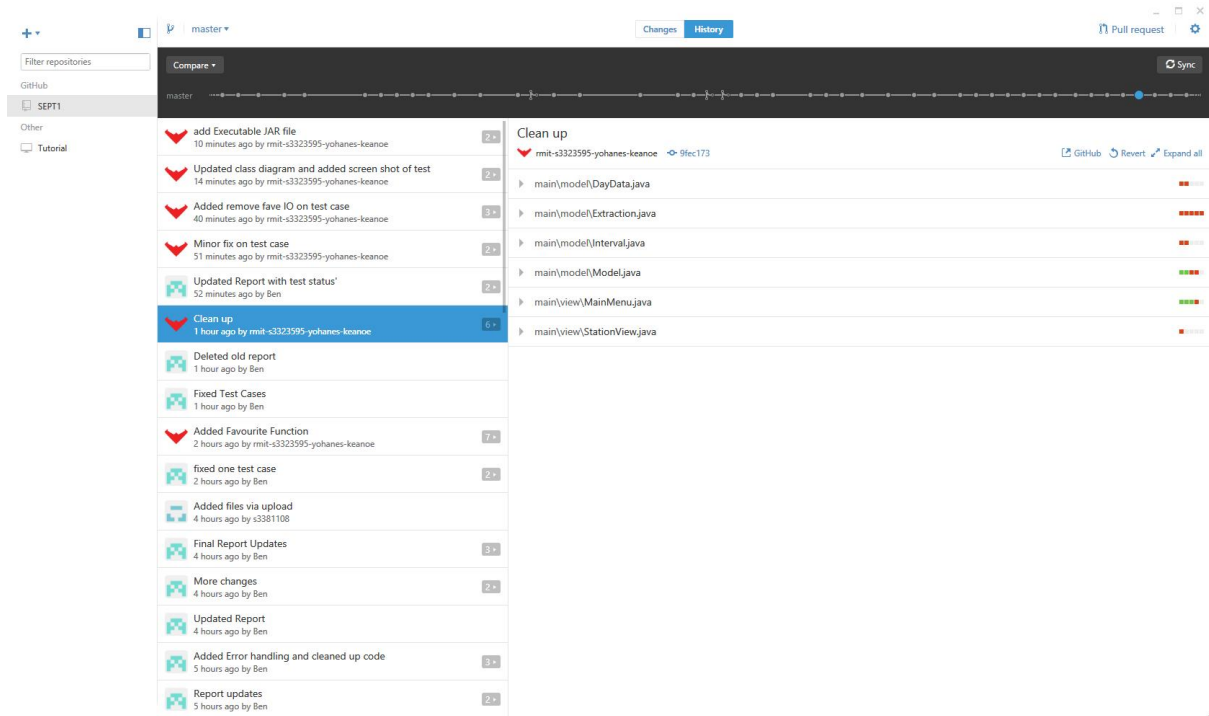 master
Changes
History
Pull request
Filter repositories
GitHub
SEPT1
Other
Tutorial
Compare
Sync
master
add Executable JAR file
10 minutes ago by rmit-s3323595-yohanes-keanoe
2
Updated class diagram and added screen shot of test
14 minutes ago by rmit-s3323595-yohanes-keanoe
2
Added remove fave IO on test case
40 minutes ago by rmit-s3323595-yohanes-keanoe
3
Minor fix on test case
51 minutes ago by rmit-s3323595-yohanes-keanoe
2
Updated Report with test status'
52 minutes ago by Ben
2
Clean up
1 hour ago by rmit-s3323595-yohanes-keanoe
6
Deleted old report
1 hour ago by Ben
Fixed Test Cases
1 hour ago by Ben
Added Favourite Function
2 hours ago by rmit-s3323595-yohanes-keanoe
7
fixed one test case
2 hours ago by Ben
2
Added files via upload
4 hours ago by s3381108
Final Report Updates
4 hours ago by Ben
3
More changes
4 hours ago by Ben
2
Updated Report
4 hours ago by Ben
Added Error handling and cleaned up code
5 hours ago by Ben
3
Report updates
5 hours ago by Ben
2
Clean up
rmit-s3323595-yohanes-keanoe 9fec173
GitHub Revert Expand all
main\model\DayData.java
main\model\Extraction.java
main\model\Interval.java
main\model\Model.java
main\view\MainMenu.java
main\view\StationView.java